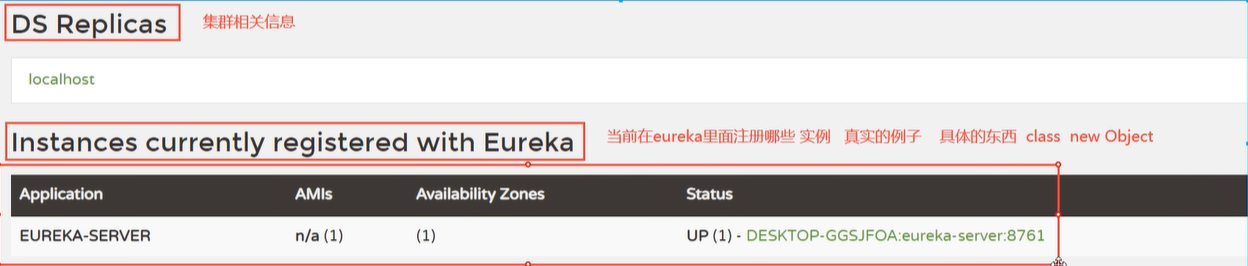 DS Replicas 集群相关信息
localhost
Instances currently registered with Eureka 当前在eureka里面注册哪些 实例 真实的例子 具体的东西 class new Object
Application AMIs Availability Zones Status
EUREKA-SERVER n/a (1) (1) UP (1) - DESKTOP-GGSJFOA:eureka-server:8761